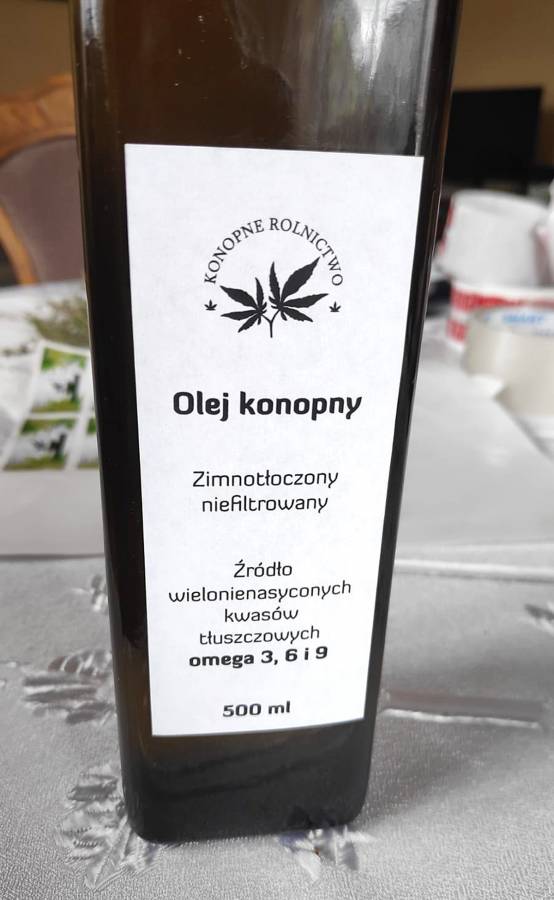 KONOPNE ROLNICTWO
Olej konopny
Zimnotłoczony
niefiltrowany
Źródło
wielonienasyconych
kwasów
tłuszczowych
omega 3, 6 i 9
500 ml